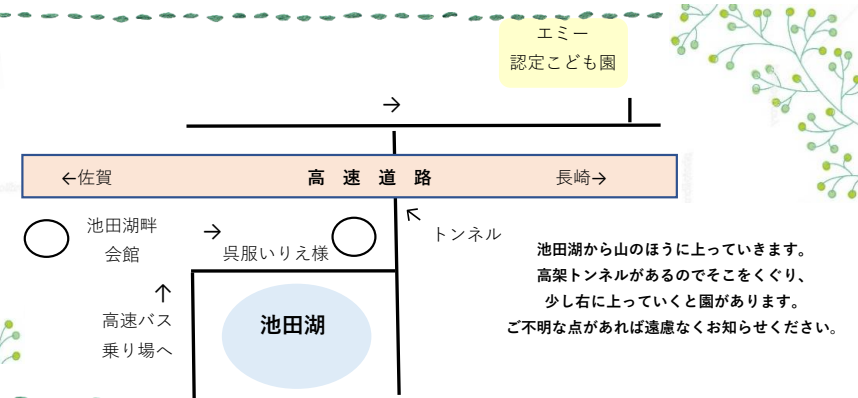 エミー
認定こども園
→
←佐賀
高速道路
長崎→
池田湖畔
会館
→
呉服いりえ様
トンネル
↑
高速バス
乗り場へ
池田湖
池田湖から山のほうに上っていきます。
高架トンネルがあるのでそこをくぐり、
少し右に上っていくと園があります。
ご不明な点があれば遠慮なくお知らせください。